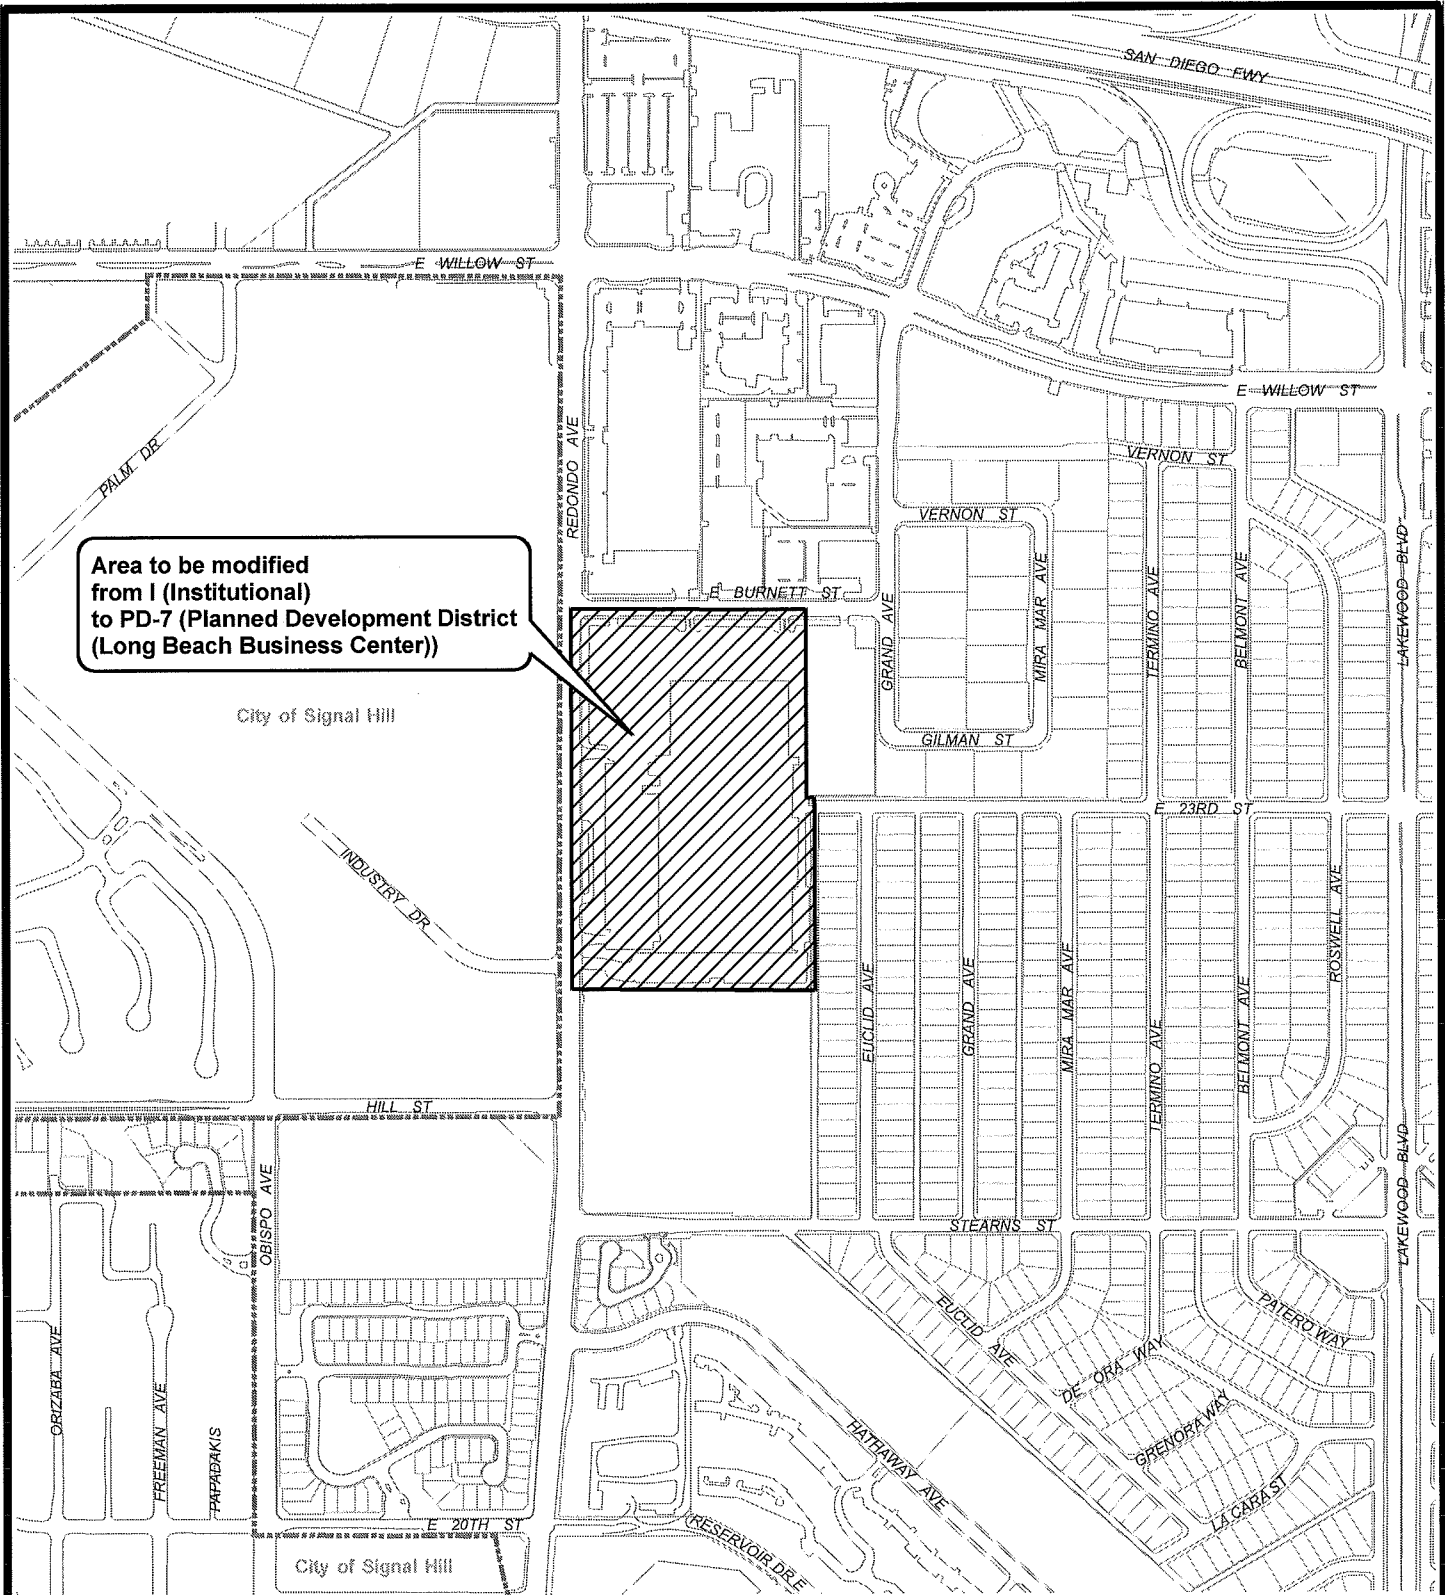 SAN DIEGO FWY
E WILLOW ST
E WILLOW ST
PALM DR
REDONDO AVE
VERNON ST
VERNON ST
Area to be modified
from I (Institutional)
to PD-7 (Planned Development District
(Long Beach Business Center))
E BURNETT ST
GRAND AVE
MIRA MAR AVE
TERMINO AVE
BELMONT AVE
LAKEWOOD BLVD
City of Signal Hill
GILMAN ST
E 23RD ST
INDUSTRY DR
ROSWELL AVE
EUCLID AVE
GRAND AVE
MIRA MAR AVE
TERMINO AVE
BELMONT AVE
HILL ST
OBISPO AVE
LAKEWOOD BLVD
STEARNS ST
EUCLID AVE
PATERO WAY
DE ORA WAY
ORIZABA AVE
FREEMAN AVE
PAPADAKIS
HATHAWAY AVE
GRENORA WAY
LA CARA ST
E 20TH ST
RESERVOIR DR E
City of Signal Hill